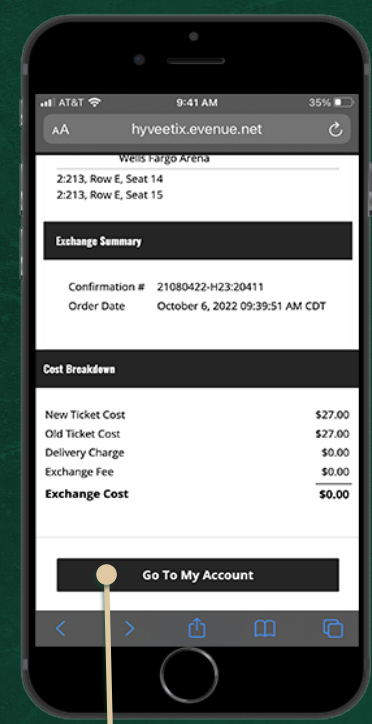 AT&T 9:41 AM 35%
AA hyveetix.evenue.net
Wells Fargo Arena
2:213, Row E, Seat 14
2:213, Row E, Seat 15
Exchange Summary
Confirmation # 21080422-H23:20411
Order Date October 6, 2022 09:39:51 AM CDT
Cost Breakdown
New Ticket Cost $27.00
Old Ticket Cost $27.00
Delivery Charge $0.00
Exchange Fee $0.00
Exchange Cost $0.00
Go To My Account